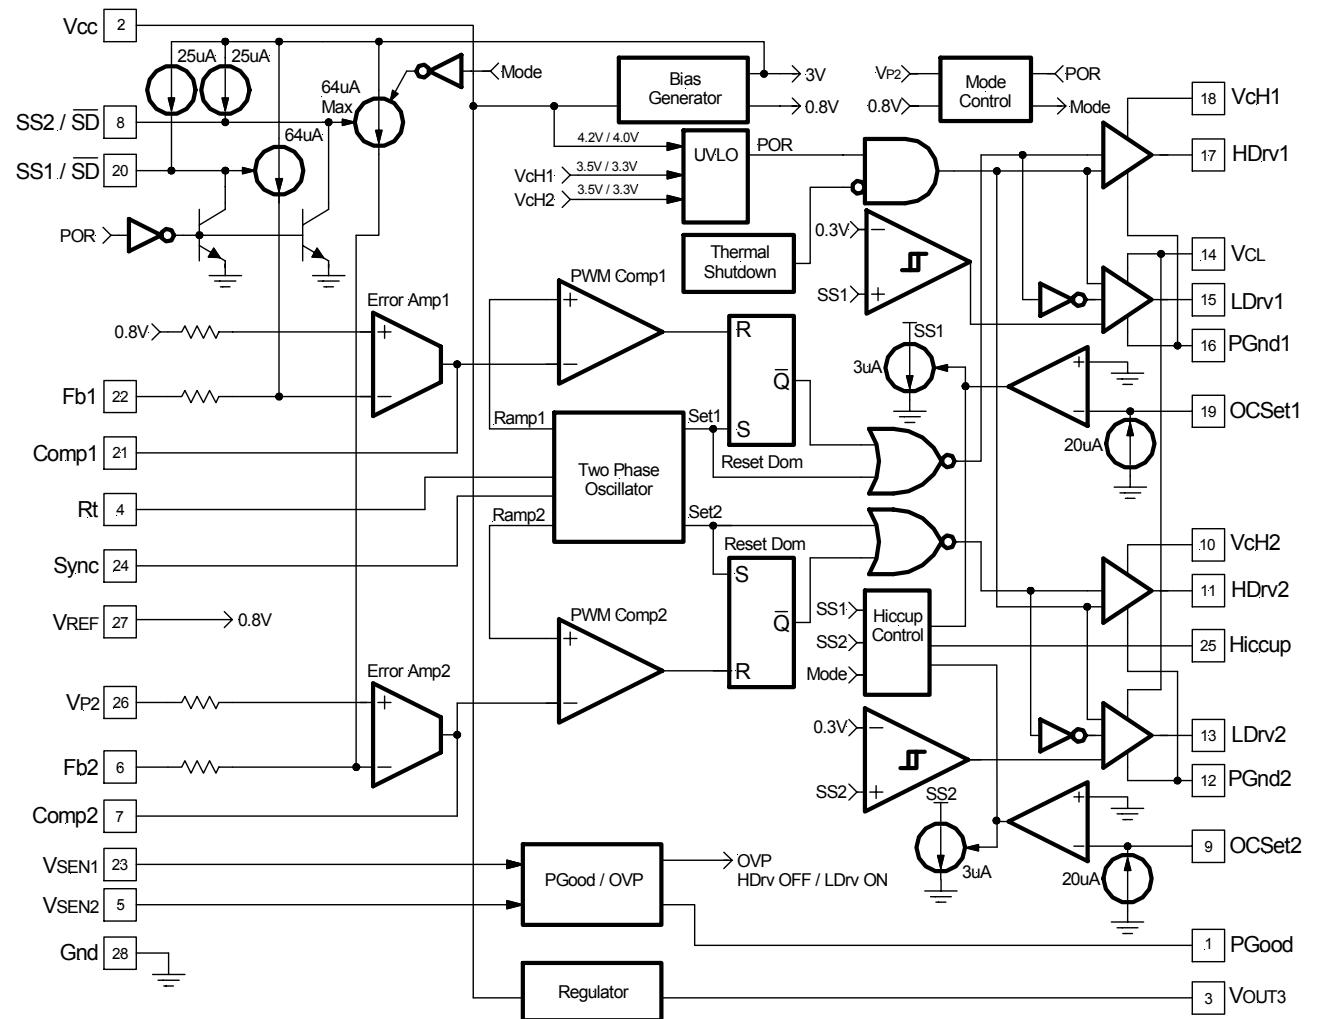 Vcc 2
25uA 25uA
64uA
Max
Mode
SS2 / SD 8
64uA
SS1 / SD 20
POR
Bias
Generator
3V
0.8V
VP2
0.8V
Mode
Control
POR
Mode
4.2V / 4.0V
VcH1 3.5V / 3.3V
VcH2 3.5V / 3.3V
UVLO
POR
Thermal
Shutdown
0.3V
−
SS1
+
18 VcH1
17 HDrv1
14 VCL
15 LDrv1
16 PGnd1
19 OCSet1
Error Amp1
0.8V
+
Fb1 22
−
Comp1 21
Rt 4
Sync 24
VREF 27
0.8V
PWM Comp1
+
−
R
Q
S
Reset Dom
Ramp1
Set1
Two Phase
Oscillator
Ramp2
Set2
Reset Dom
S
Q
R
PWM Comp2
+
−
SS1
3uA
+
−
20uA
10 VcH2
11 HDrv2
25 Hiccup
13 LDrv2
12 PGnd2
9 OCSet2
SS1
SS2
Mode
Hiccup
Control
0.3V
−
SS2
+
SS2
3uA
+
−
20uA
Error Amp2
VP2 26
+
Fb2 6
−
Comp2 7
VSEN1 23
VSEN2 5
Gnd 28
PGood / OVP
OVP
HDrv OFF / LDrv ON
1 PGood
Regulator
3 VOUT3